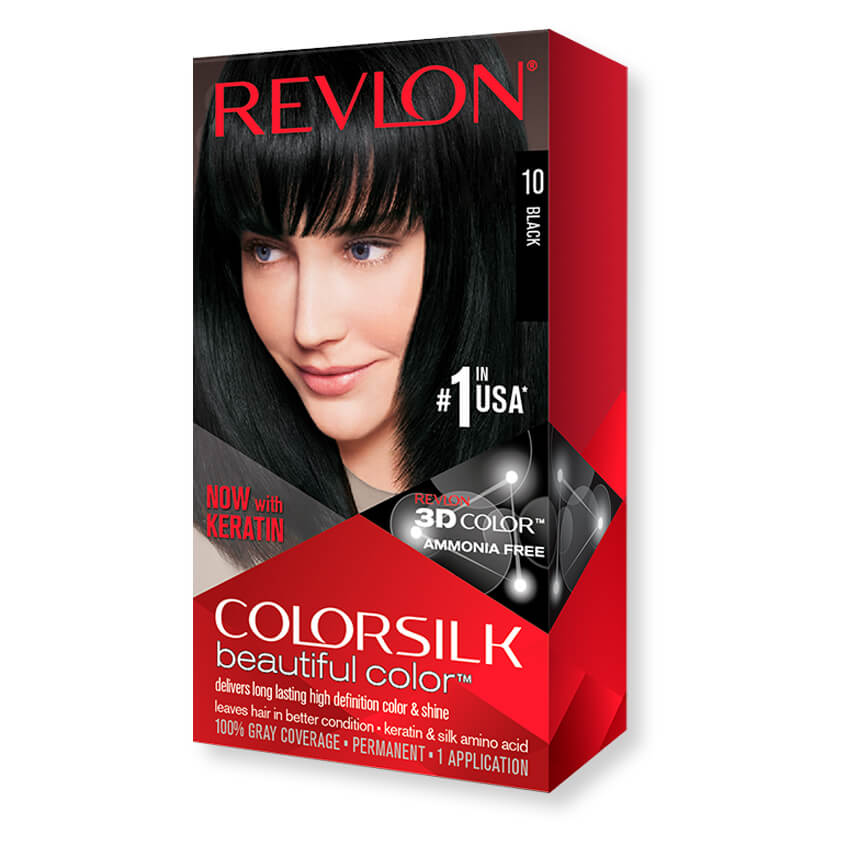 REVLON®
10
BLACK
#1 IN USA*
NOW with
KERATIN
REVLON
3D COLOR™
AMMONIA FREE
COLORSILK
beautiful color™
delivers long lasting high definition color & shine
leaves hair in better condition • keratin & silk amino acid
100% GRAY COVERAGE • PERMANENT • 1 APPLICATION